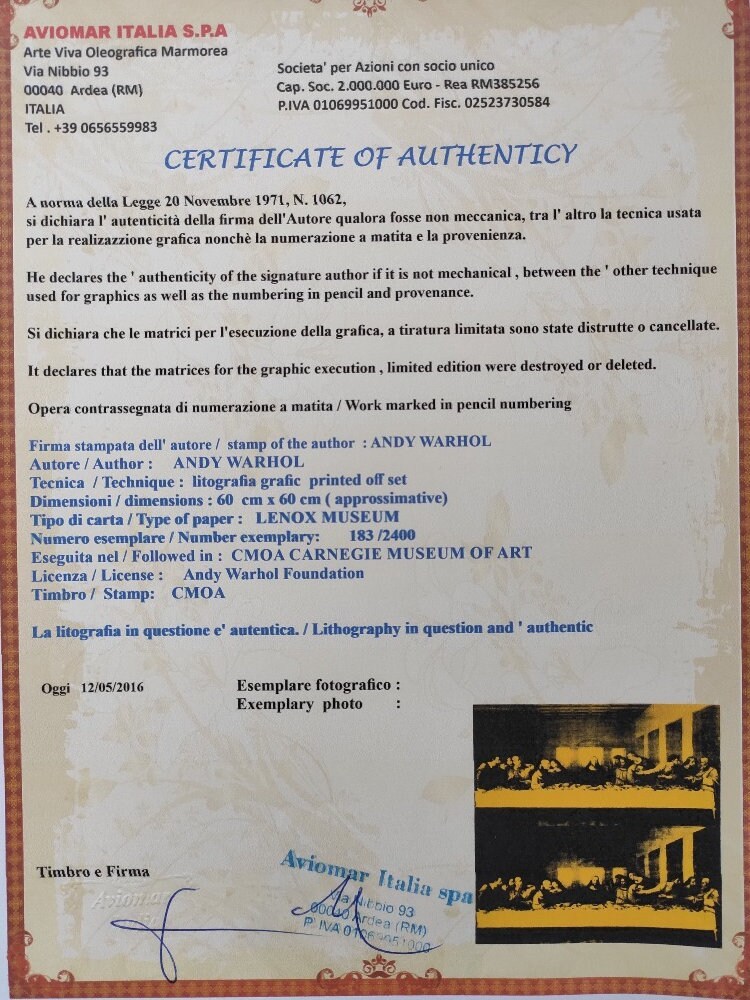 AVIOMAR ITALIA S.P.A
Arte Viva Oleografica Marmorea
Via Nibbio 93
00040 Ardea (RM)
ITALIA
Tel . +39 0656559983
Societa' per Azioni con socio unico
Cap. Soc. 2.000.000 Euro - Rea RM385256
P.IVA 01069951000 Cod. Fisc. 02523730584
CERTIFICATE OF AUTHENTICY
A norma della Legge 20 Novembre 1971, N. 1062,
si dichiara l' autenticità della firma dell'Autore qualora fosse non meccanica, tra l' altro la tecnica usata
per la realizazzione grafica nonchè la numerazione a matita e la provenienza.
He declares the ' authenticity of the signature author if it is not mechanical , between the ' other technique
used for graphics as well as the numbering in pencil and provenance.
Si dichiara che le matrici per l'esecuzione della grafica, a tiratura limitata sono state distrutte o cancellate.
It declares that the matrices for the graphic execution , limited edition were destroyed or deleted.
Opera contrassegnata di numerazione a matita / Work marked in pencil numbering
Firma stampata dell' autore / stamp of the author : ANDY WARHOL
Autore / Author : ANDY WARHOL
Tecnica / Technique : litografia grafic printed off set
Dimensioni / dimensions : 60 cm x 60 cm ( approssimative)
Tipo di carta / Type of paper : LENOX MUSEUM
Numero esemplare / Number exemplary: 183 /2400
Eseguita nel / Followed in : CMOA CARNEGIE MUSEUM OF ART
Licenza / License : Andy Warhol Foundation
Timbro / Stamp: CMOA
La litografia in questione e' autentica. / Lithography in question and ' authentic
Oggi 12/05/2016
Esemplare fotografico :
Exemplary photo :
Timbro e Firma
Aviomar
Aviomar Italia spa
Via Nibbio 93
00040 Ardea (RM)
P. IVA 01069951000